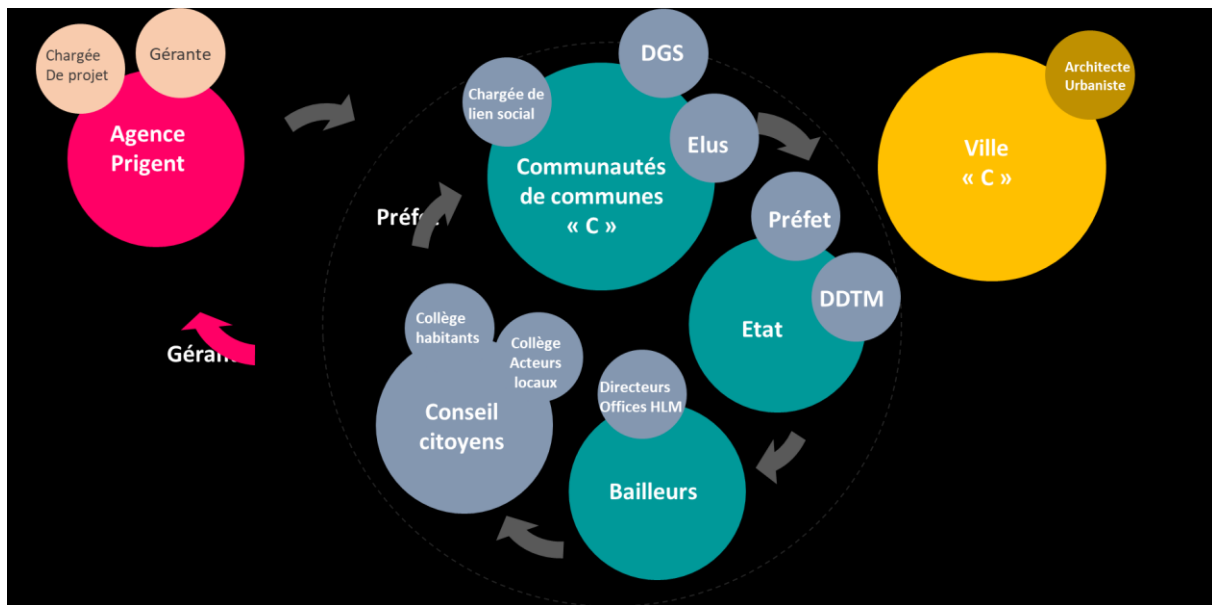 Chargée
De projet
Gérante
Agence
Prigent
DGS
Chargée de
lien social
Elus
Communautés
de communes
« C »
Architecte
Urbaniste
Ville
« C »
Préfet
DDTM
Etat
Collège
habitants
Collège
Acteurs
locaux
Conseil
citoyens
Directeurs
Offices HLM
Bailleurs